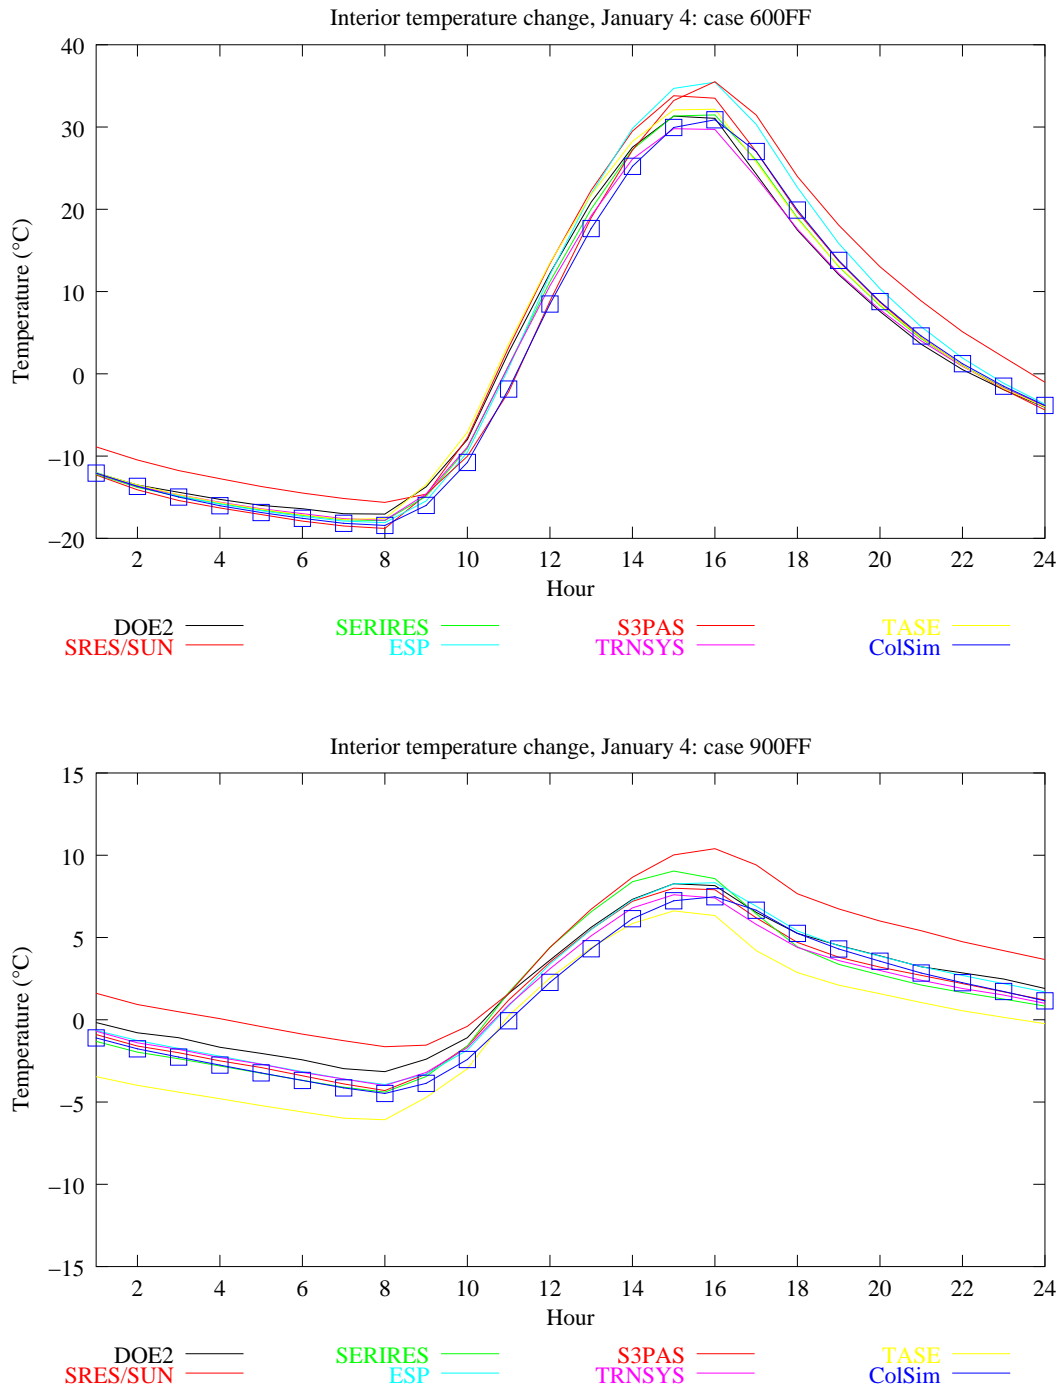 Interior temperature change, January 4: case 600FF
40
30
20
10
0
−10
−20
Temperature (°C)
2 4 6 8 10 12 14 16 18 20 22 24
Hour
DOE2 SERIRES S3PAS TASE
SRES/SUN ESP TRNSYS ColSim
Interior temperature change, January 4: case 900FF
15
10
5
0
−5
−10
−15
Temperature (°C)
2 4 6 8 10 12 14 16 18 20 22 24
Hour
DOE2 SERIRES S3PAS TASE
SRES/SUN ESP TRNSYS ColSim